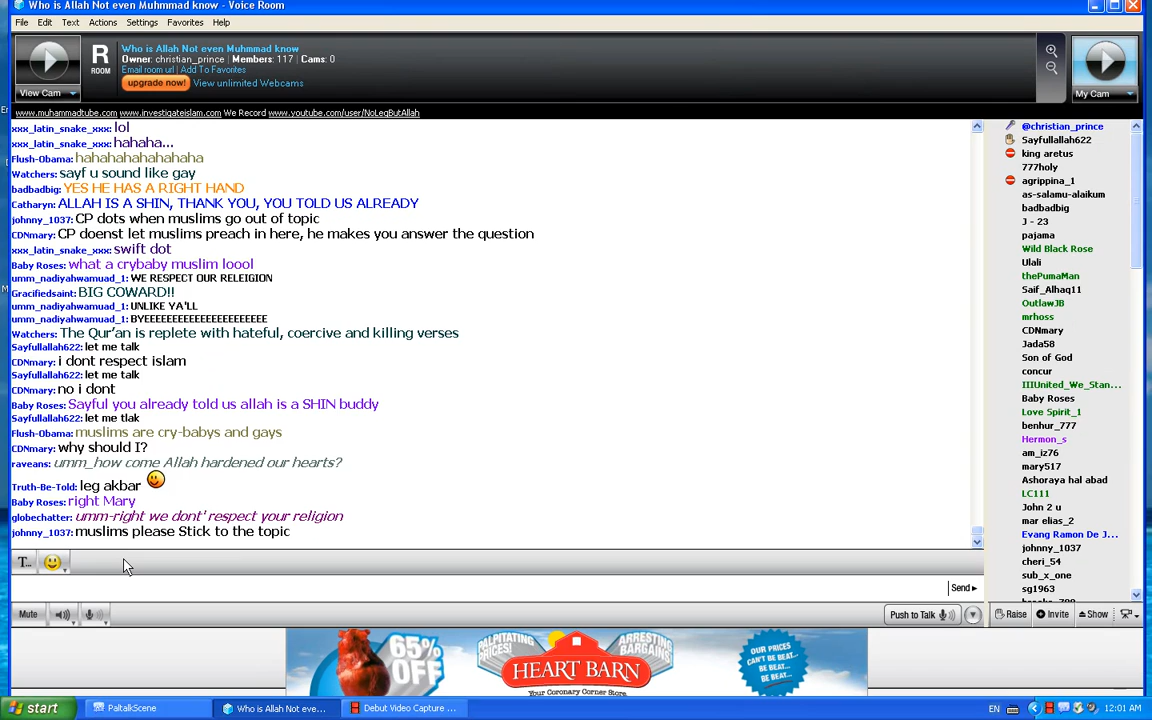 Who is Allah Not even Muhmmad know - Voice Room
File Edit Text Actions Settings Favorites Help
View Cam
R
ROOM
Who is Allah Not even Muhmmad know
Owner: christian_prince | Members: 117 | Cams: 0
Email room url | Add To Favorites
upgrade now! View unlimited Webcams
My Cam
www.muhammadtube.com www.investigateislam.com We Record www.youtube.com/user/NoLegButAllah
xxx_latin_snake_xxx: lol
xxx_latin_snake_xxx: hahaha...
Flush-Obama: hahahahahahahaha
Watchers: sayf u sound like gay
badbadbig: YES HE HAS A RIGHT HAND
Catharyn: ALLAH IS A SHIN, THANK YOU, YOU TOLD US ALREADY
johnny_1037: CP dots when muslims go out of topic
CDNmary: CP doenst let muslims preach in here, he makes you answer the question
xxx_latin_snake_xxx: swift dot
Baby Roses: what a crybaby muslim loool
umm_nadiyahwamuad_1: WE RESPECT OUR RELEIGION
Gracifiedsaint: BIG COWARD!!
umm_nadiyahwamuad_1: UNLIKE YA'LL
umm_nadiyahwamuad_1: BYEEEEEEEEEEEEEEEEEEEEEE
Watchers: The Qur'an is replete with hateful, coercive and killing verses
Sayfullallah622: let me talk
CDNmary: i dont respect islam
Sayfullallah622: let me talk
CDNmary: no i dont
Baby Roses: Sayful you already told us allah is a SHIN buddy
Sayfullallah622: let me tlak
Flush-Obama: muslims are cry-babys and gays
CDNmary: why should I?
raveans: umm_how come Allah hardened our hearts?
Truth-Be-Told: leg akbar
Baby Roses: right Mary
globechatter: umm-right we dont' respect your religion
johnny_1037: muslims please Stick to the topic
@christian_prince
Sayfullallah622
king aretus
777holy
agrippina_1
as-salamu-alaikum
badbadbig
J - 23
pajama
Wild Black Rose
Ulali
thePumaMan
Saif_Alhaq11
OutlawJB
mrhoss
CDNmary
Jada58
Son of God
concur
IIIUnited_We_Stan...
Baby Roses
Love Spirit_1
benhur_777
Hermon_s
am_iz76
mary517
Ashoraya hal abad
LC111
John 2 u
mar elias_2
Evang Ramon De J...
johnny_1037
cheri_54
sub_x_one
sg1963
T...
Send
Mute
Push to Talk
Raise Invite Show
65%
OFF
PALPITATING PRICES!
HEART BARN
Your Coronary Corner Store.
ARRESTING BARGAINS!
OUR PRICES
CAN'T BE BEAT...
BE BEAT...
BE BEAT...
start PaltalkScene Who is Allah Not eve... Debut Video Capture ... EN 12:01 AM